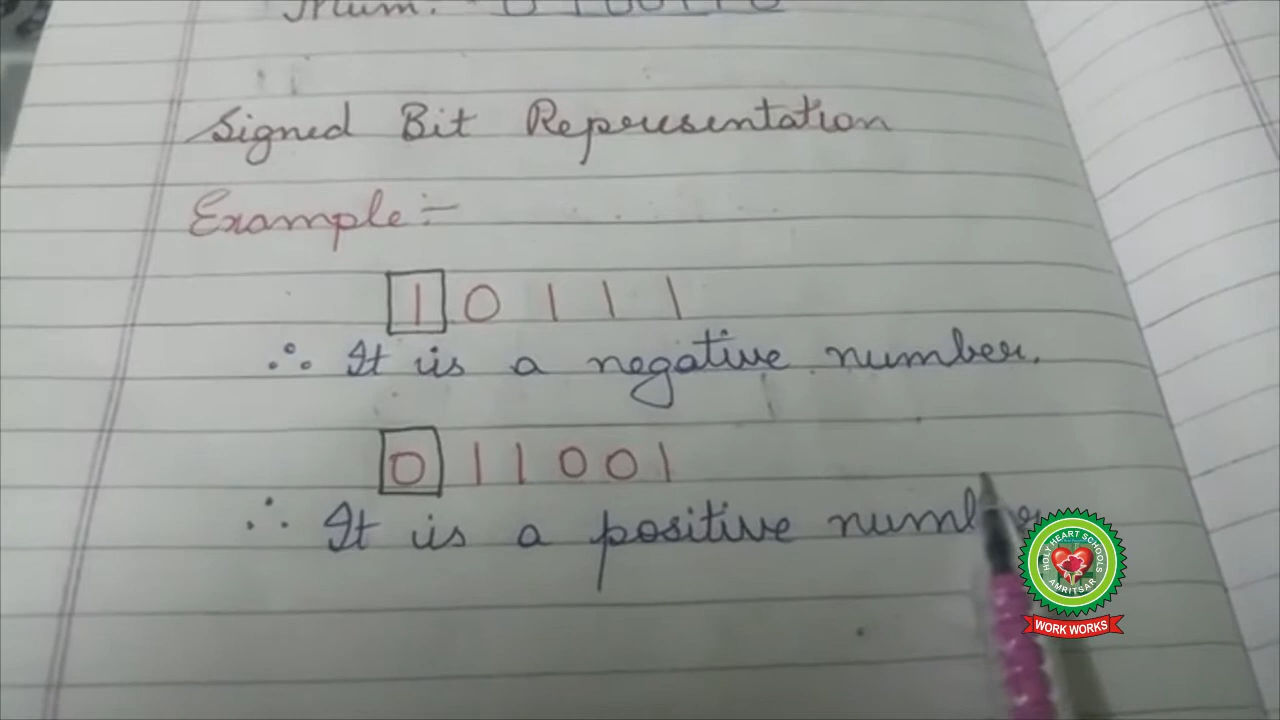 Num.
Signed Bit Representation
Example :-
1 0 1 1 1
∴ It is a negative number.
0 1 1 0 0 1
∴ It is a positive
HOLY HEART SCHOOLS
AMRITSAR
WORK WORKS